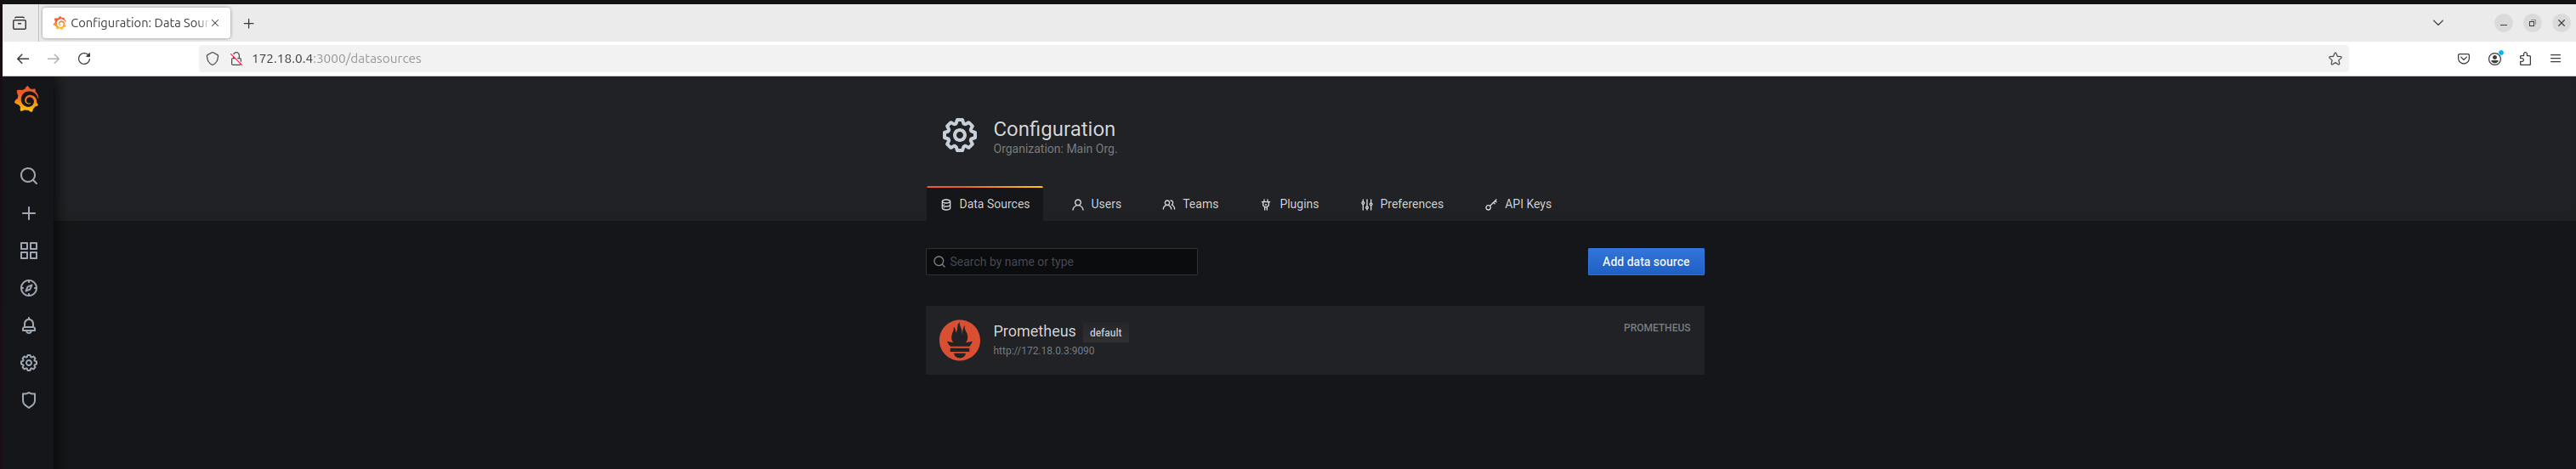 Configuration: Data Sour
172.18.0.4:3000/datasources
Configuration
Organization: Main Org.
Data Sources Users Teams Plugins Preferences API Keys
Search by name or type Add data source
Prometheus default PROMETHEUS
http://172.18.0.3:9090